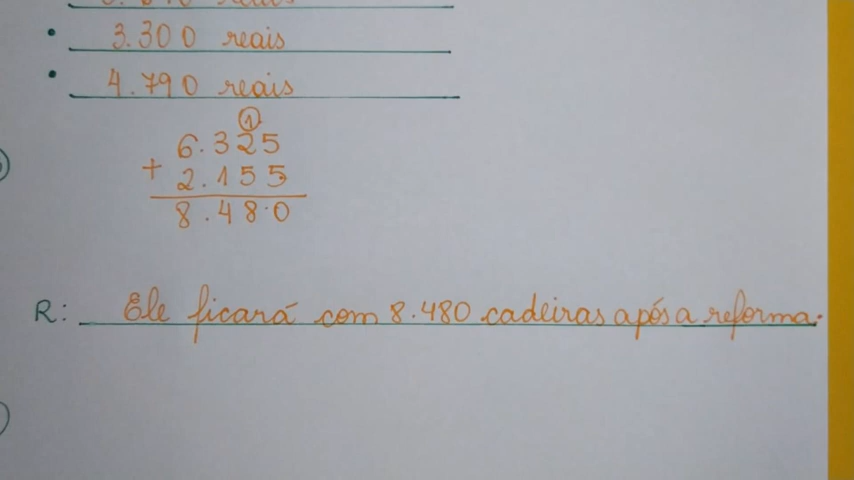 • 3.300 reais
• 4.790 reais
1
6.325
+ 2.155
8.480
R: Ele ficará com 8.480 cadeiras após a reforma.